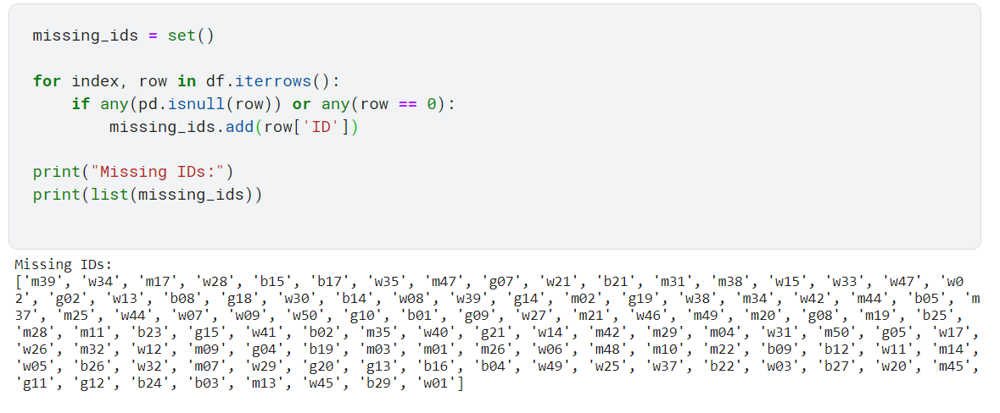 missing_ids = set()
for index, row in df.iterrows():
    if any(pd.isnull(row)) or any(row == 0):
        missing_ids.add(row['ID'])
print("Missing IDs:")
print(list(missing_ids))
Missing IDs:
['m39', 'w34', 'm17', 'w28', 'b15', 'b17', 'w35', 'm47', 'g07', 'w21', 'b21', 'm31', 'm38', 'w15', 'w33', 'w47', 'w0
2', 'g02', 'w13', 'b08', 'g18', 'w30', 'b14', 'w08', 'w39', 'g14', 'm02', 'g19', 'w38', 'm34', 'w42', 'm44', 'b05', 'm
37', 'm25', 'w44', 'w07', 'w09', 'w50', 'g10', 'b01', 'g09', 'w27', 'm21', 'w46', 'm49', 'm20', 'g08', 'm19', 'b25',
'm28', 'm11', 'b23', 'g15', 'w41', 'b02', 'm35', 'w40', 'g21', 'w14', 'm42', 'm29', 'm04', 'w31', 'm50', 'g05', 'w17',
'w26', 'm32', 'w12', 'm09', 'g04', 'b19', 'm03', 'm01', 'm26', 'w06', 'm48', 'm10', 'm22', 'b09', 'b12', 'w11', 'm14',
'w05', 'b26', 'w32', 'm07', 'w29', 'g20', 'g13', 'b16', 'b04', 'w49', 'w25', 'w37', 'b22', 'w03', 'b27', 'w20', 'm45',
'g11', 'g12', 'b24', 'b03', 'm13', 'w45', 'b29', 'w01']